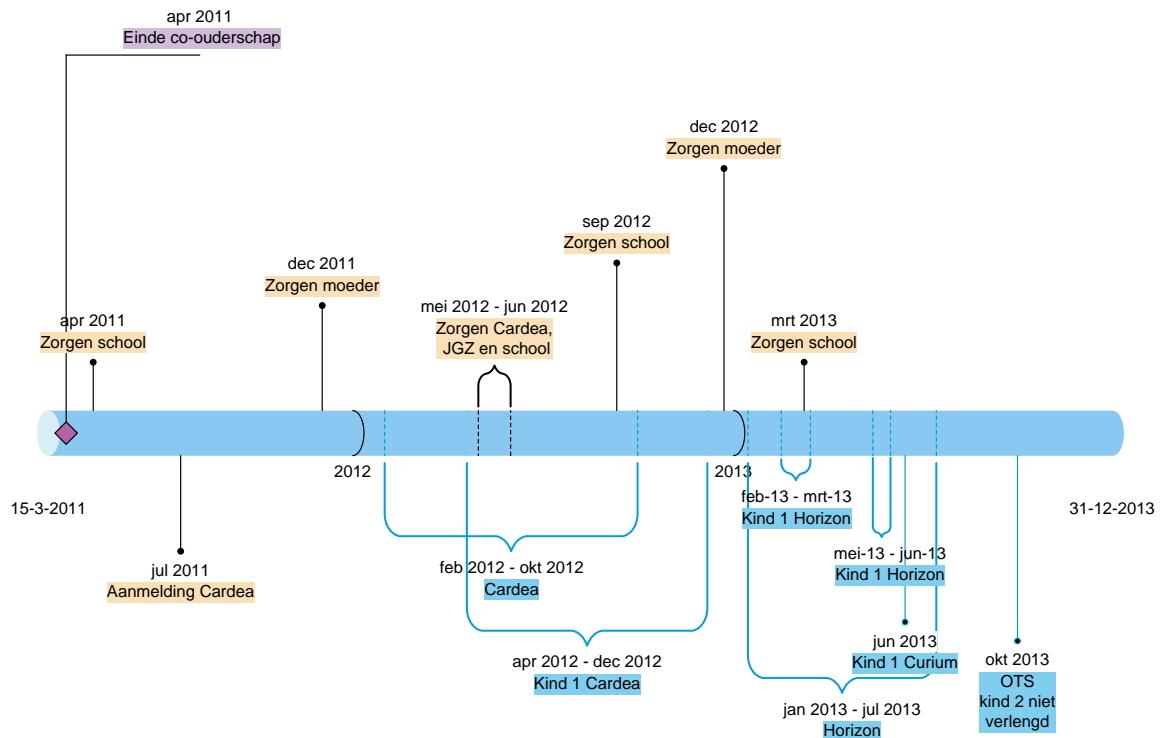 apr 2011
Einde co-ouderschap
dec 2012
Zorgen moeder
sep 2012
Zorgen school
dec 2011
Zorgen moeder
mei 2012 - jun 2012
Zorgen Cardea,
JGZ en school
apr 2011
Zorgen school
mrt 2013
Zorgen school
2012
2013
15-3-2011
31-12-2013
feb-13 - mrt-13
Kind 1 Horizon
mei-13 - jun-13
Kind 1 Horizon
jul 2011
Aanmelding Cardea
feb 2012 - okt 2012
Cardea
apr 2012 - dec 2012
Kind 1 Cardea
jun 2013
Kind 1 Curium
okt 2013
OTS
kind 2 niet
verlengd
jan 2013 - jul 2013
Horizon